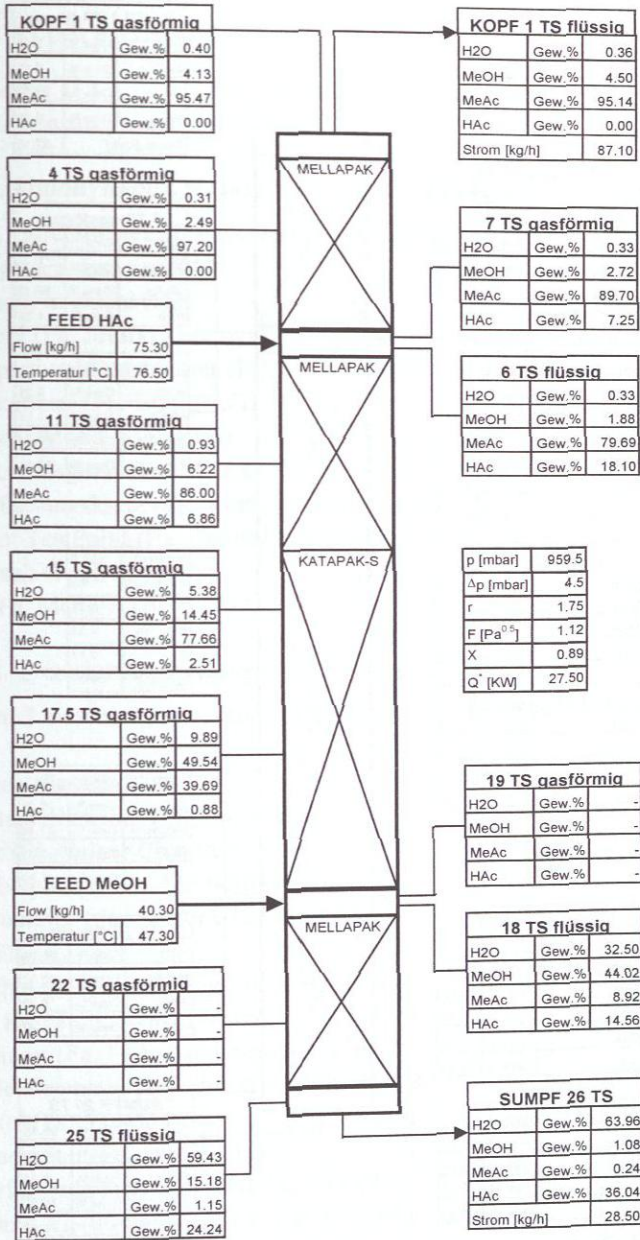 KOPF 1 TS gasförmig
H2O Gew.% 0.40
MeOH Gew.% 4.13
MeAc Gew.% 95.47
HAc Gew.% 0.00
KOPF 1 TS flüssig
H2O Gew.% 0.36
MeOH Gew.% 4.50
MeAc Gew.% 95.14
HAc Gew.% 0.00
Strom [kg/h] 87.10
MELLAPAK
4 TS gasförmig
H2O Gew.% 0.31
MeOH Gew.% 2.49
MeAc Gew.% 97.20
HAc Gew.% 0.00
7 TS gasförmig
H2O Gew.% 0.33
MeOH Gew.% 2.72
MeAc Gew.% 89.70
HAc Gew.% 7.25
FEED HAc
Flow [kg/h] 75.30
Temperatur [°C] 76.50
MELLAPAK
6 TS flüssig
H2O Gew.% 0.33
MeOH Gew.% 1.88
MeAc Gew.% 79.69
HAc Gew.% 18.10
11 TS gasförmig
H2O Gew.% 0.93
MeOH Gew.% 6.22
MeAc Gew.% 86.00
HAc Gew.% 6.86
KATAPAK-S
15 TS gasförmig
H2O Gew.% 5.38
MeOH Gew.% 14.45
MeAc Gew.% 77.66
HAc Gew.% 2.51
p [mbar] 959.5
Δp [mbar] 4.5
r 1.75
F [Pa^0.5] 1.12
X 0.89
Q* [KW] 27.50
17.5 TS gasförmig
H2O Gew.% 9.89
MeOH Gew.% 49.54
MeAc Gew.% 39.69
HAc Gew.% 0.88
19 TS gasförmig
H2O Gew.% -
MeOH Gew.% -
MeAc Gew.% -
HAc Gew.% -
FEED MeOH
Flow [kg/h] 40.30
Temperatur [°C] 47.30
MELLAPAK
18 TS flüssig
H2O Gew.% 32.50
MeOH Gew.% 44.02
MeAc Gew.% 8.92
HAc Gew.% 14.56
22 TS gasförmig
H2O Gew.% -
MeOH Gew.% -
MeAc Gew.% -
HAc Gew.% -
SUMPF 26 TS
H2O Gew.% 63.96
MeOH Gew.% 1.08
MeAc Gew.% 0.24
HAc Gew.% 36.04
Strom [kg/h] 28.50
25 TS flüssig
H2O Gew.% 59.43
MeOH Gew.% 15.18
MeAc Gew.% 1.15
HAc Gew.% 24.24